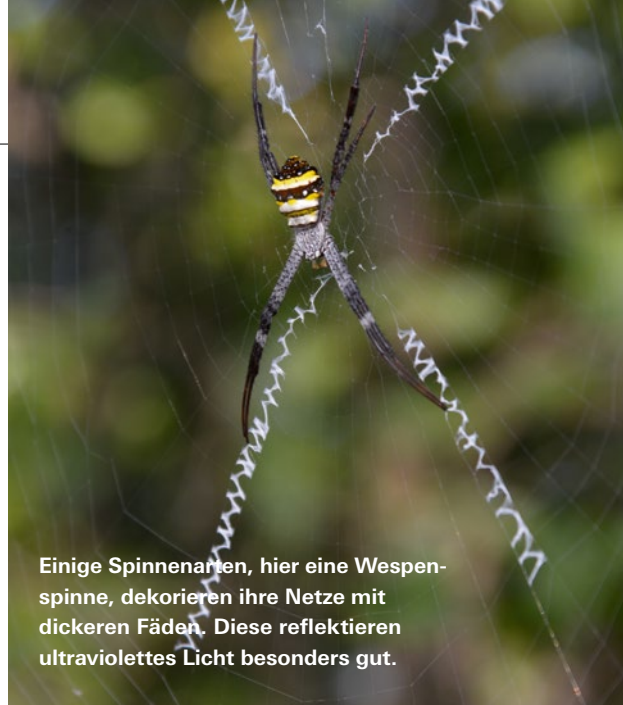 Einige Spinnenarten, hier eine Wespen-
spinne, dekorieren ihre Netze mit
dickeren Fäden. Diese reflektieren
ultraviolettes Licht besonders gut.